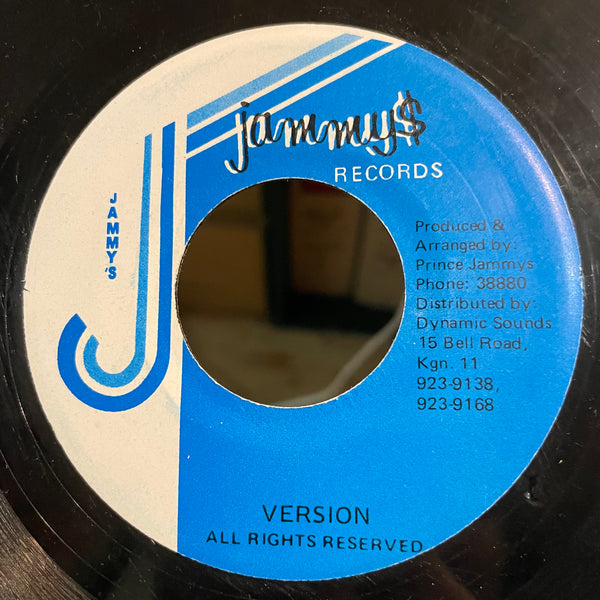 jammy$
RECORDS
JAMMY'S
Produced &
Arranged by:
Prince Jammys
Phone: 38880
Distributed by:
Dynamic Sounds
15 Bell Road,
Kgn. 11
923-9138,
923-9168
VERSION
ALL RIGHTS RESERVED